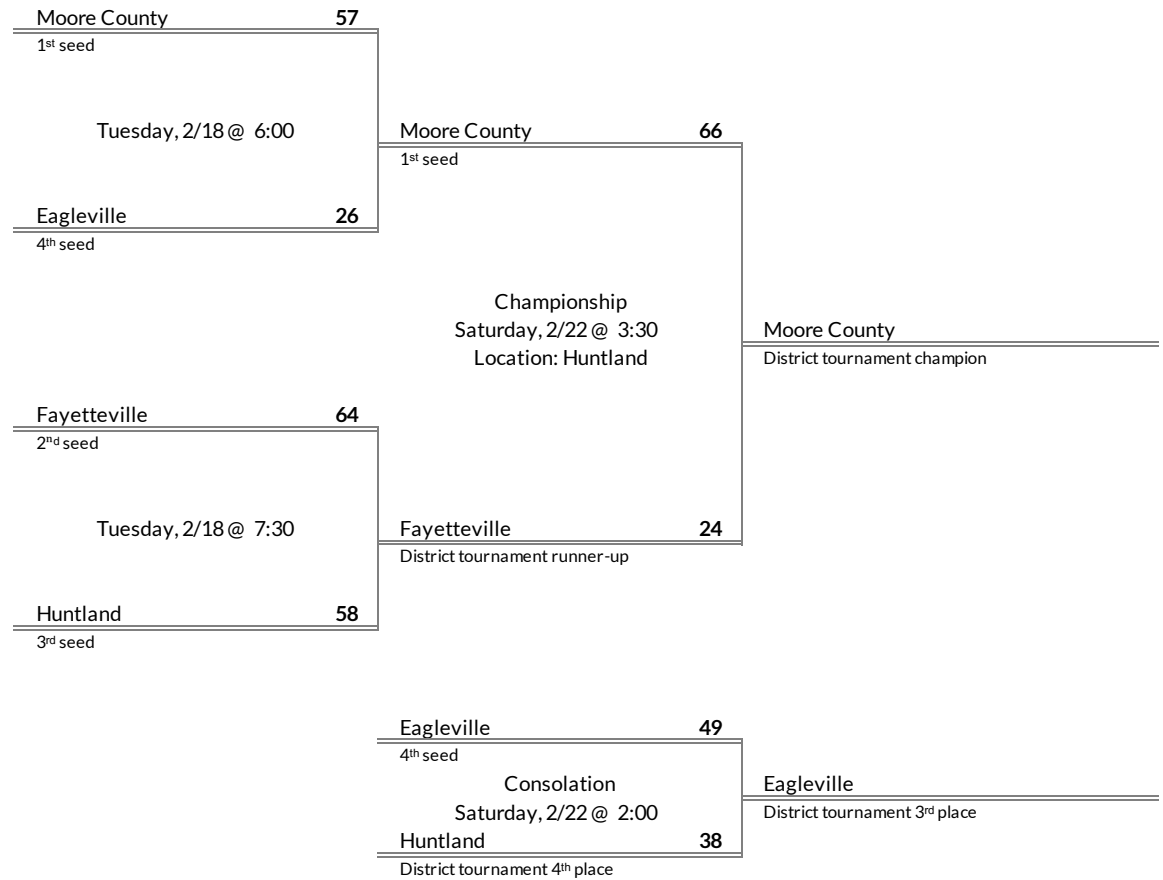 Moore County 57
1st seed
Tuesday, 2/18 @ 6:00
Moore County 66
1st seed
Eagleville 26
4th seed
Championship
Saturday, 2/22 @ 3:30
Location: Huntland
Moore County
District tournament champion
Fayetteville 64
2nd seed
Tuesday, 2/18 @ 7:30
Fayetteville 24
District tournament runner-up
Huntland 58
3rd seed
Eagleville 49
4th seed
Consolation
Saturday, 2/22 @ 2:00
Eagleville
District tournament 3rd place
Huntland 38
District tournament 4th place